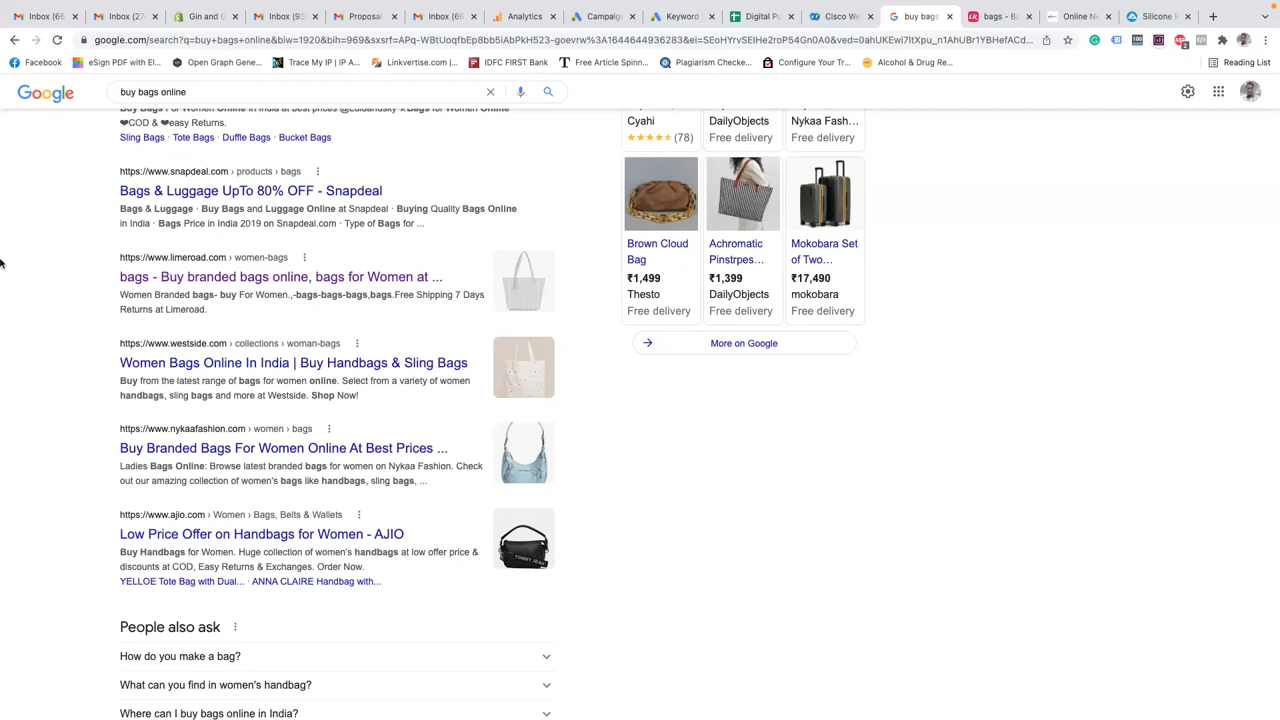 Inbox (66
Inbox (27
Gin and G
Inbox (92
Proposal
Inbox (68
Analytics
Campaig
Keyword
Digital Pu
Cisco We
buy bags
bags - Bu
Online Ne
Silicone R
google.com/search?q=buy+bags+online&biw=1920&bih=969&sxsrf=APq-WBtUoqfbEp8bb5iAbPkH523-goevrw%3A1644644936283&ei=SEoHYrvSEIHe2roP54Gn0A0&ved=0ahUKEwi7ltXpu_n1AhUBr1YBHefACd...
Facebook
eSign PDF with El...
Open Graph Gene...
Trace My IP | IP A...
Linkvertise.com |...
IDFC FIRST Bank
Free Article Spinn...
Plagiarism Checke...
Configure Your Tr...
Alcohol & Drug Re...
Reading List
Google
buy bags online
❤COD & ❤easy Returns.
Sling Bags · Tote Bags · Duffle Bags · Bucket Bags
https://www.snapdeal.com › products › bags
Bags & Luggage UpTo 80% OFF - Snapdeal
Bags & Luggage · Buy Bags and Luggage Online at Snapdeal · Buying Quality Bags Online
in India · Bags Price in India 2019 on Snapdeal.com · Type of Bags for ...
https://www.limeroad.com › women-bags
bags - Buy branded bags online, bags for Women at ...
Women Branded bags- buy For Women.,-bags-bags-bags,bags.Free Shipping 7 Days
Returns at Limeroad.
https://www.westside.com › collections › woman-bags
Women Bags Online In India | Buy Handbags & Sling Bags
Buy from the latest range of bags for women online. Select from a variety of women
handbags, sling bags and more at Westside. Shop Now!
https://www.nykaafashion.com › women › bags
Buy Branded Bags For Women Online At Best Prices ...
Ladies Bags Online: Browse latest branded bags for women on Nykaa Fashion. Check
out our amazing collection of women's bags like handbags, sling bags, ...
https://www.ajio.com › Women › Bags, Belts & Wallets
Low Price Offer on Handbags for Women - AJIO
Buy Handbags for Women. Huge collection of women's handbags at low offer price &
discounts at COD, Easy Returns & Exchanges. Order Now.
YELLOE Tote Bag with Dual... · ANNA CLAIRE Handbag with...
TOMMY JEANS
People also ask
How do you make a bag?
What can you find in women's handbag?
Where can I buy bags online in India?
Cyahi
(78)
DailyObjects
Free delivery
Nykaa Fash...
Free delivery
Brown Cloud
Bag
₹1,499
Thesto
Free delivery
Achromatic
Pinstrpes...
₹1,399
DailyObjects
Free delivery
Mokobara Set
of Two...
₹17,490
mokobara
Free delivery
More on Google